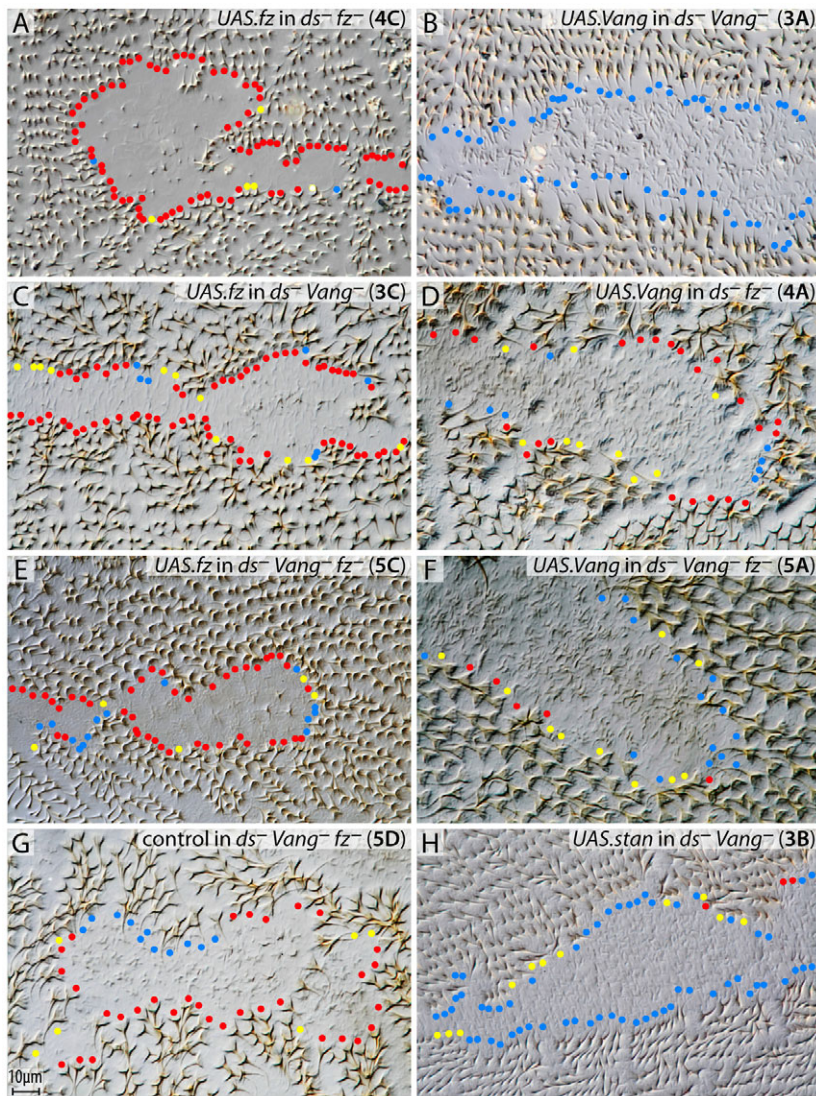 A UAS.fz in ds− fz− (4C)
B UAS.Vang in ds− Vang− (3A)
C UAS.fz in ds− Vang− (3C)
D UAS.Vang in ds− fz− (4A)
E UAS.fz in ds− Vang− fz− (5C)
F UAS.Vang in ds− Vang− fz− (5A)
G control in ds− Vang− fz− (5D)
H UAS.stan in ds− Vang− (3B)
10μm